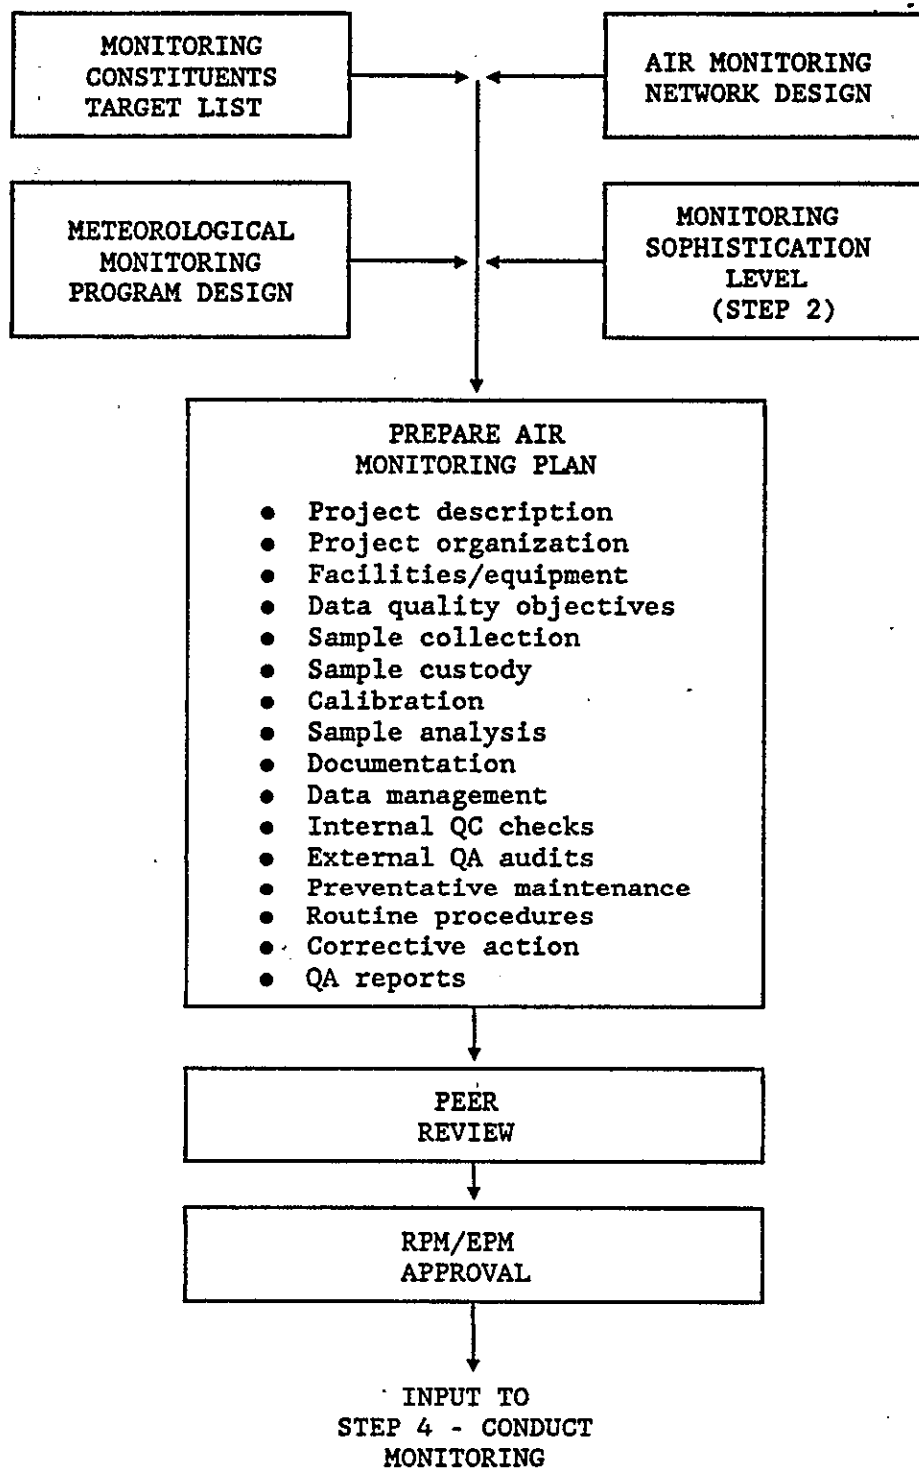 MONITORING
CONSTITUENTS
TARGET LIST
AIR MONITORING
NETWORK DESIGN
METEOROLOGICAL
MONITORING
PROGRAM DESIGN
MONITORING
SOPHISTICATION
LEVEL
(STEP 2)
PREPARE AIR
MONITORING PLAN
● Project description
● Project organization
● Facilities/equipment
● Data quality objectives
● Sample collection
● Sample custody
● Calibration
● Sample analysis
● Documentation
● Data management
● Internal QC checks
● External QA audits
● Preventative maintenance
● Routine procedures
● Corrective action
● QA reports
PEER
REVIEW
RPM/EPM
APPROVAL
INPUT TO
STEP 4 - CONDUCT
MONITORING